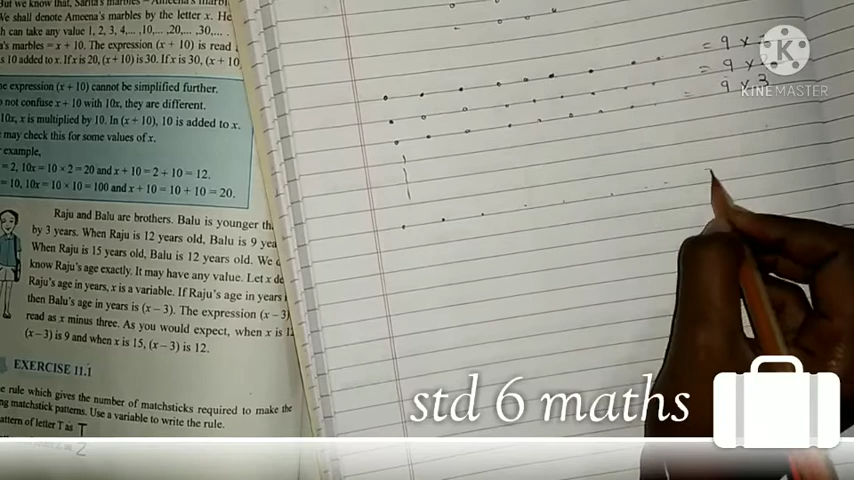 But we know that, Sarita's marbles = Ameena's marbl
We shall denote Ameena's marbles by the letter x. He
h can take any value 1, 2, 3, 4,..., 10,..., 20,..., 30,...
's marbles = x + 10. The expression (x + 10) is read
s 10 added to x'. If x is 20, (x + 10) is 30. If x is 30, (x + 10
e expression (x + 10) cannot be simplified further.
o not confuse x + 10 with 10x, they are different.
10x, x is multiplied by 10. In (x + 10), 10 is added to x.
may check this for some values of x.
example,
= 2, 10x = 10 × 2 = 20 and x + 10 = 2 + 10 = 12.
= 10, 10x = 10 × 10 = 100 and x + 10 = 10 + 10 = 20.
Raju and Balu are brothers. Balu is younger th
by 3 years. When Raju is 12 years old, Balu is 9 yea
When Raju is 15 years old, Balu is 12 years old. We d
know Raju's age exactly. It may have any value. Let x de
Raju's age in years, x is a variable. If Raju's age in years
then Balu's age in years is (x – 3). The expression (x – 3)
read as x minus three. As you would expect, when x is 12
(x – 3) is 9 and when x is 15, (x – 3) is 12.
EXERCISE 11.1
e rule which gives the number of matchsticks required to make the
ng matchstick patterns. Use a variable to write the rule.
attern of letter T as T
Z
= 9 ×
= 9 ×
= 9 × 3
KINEMASTER
std 6 maths